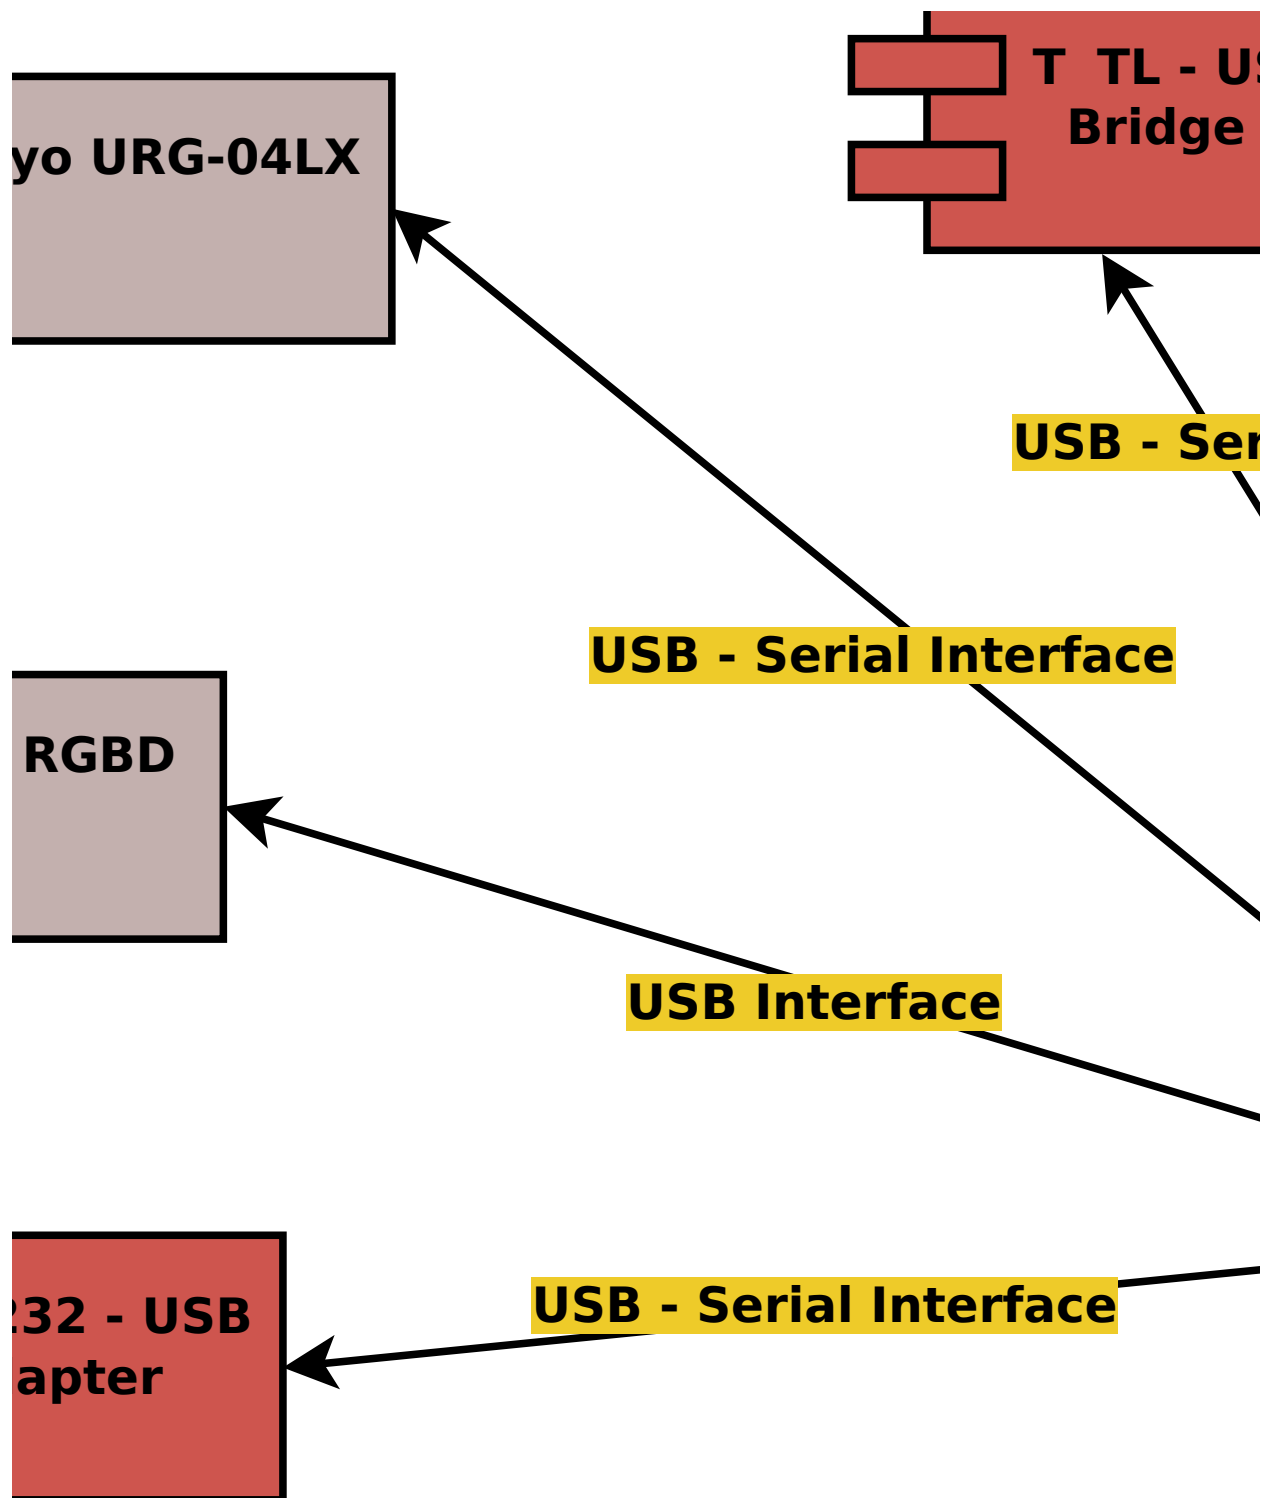 yo URG-04LX
T TL - US
Bridge
USB - Ser
USB - Serial Interface
RGBD
USB Interface
232 - USB
apter
USB - Serial Interface